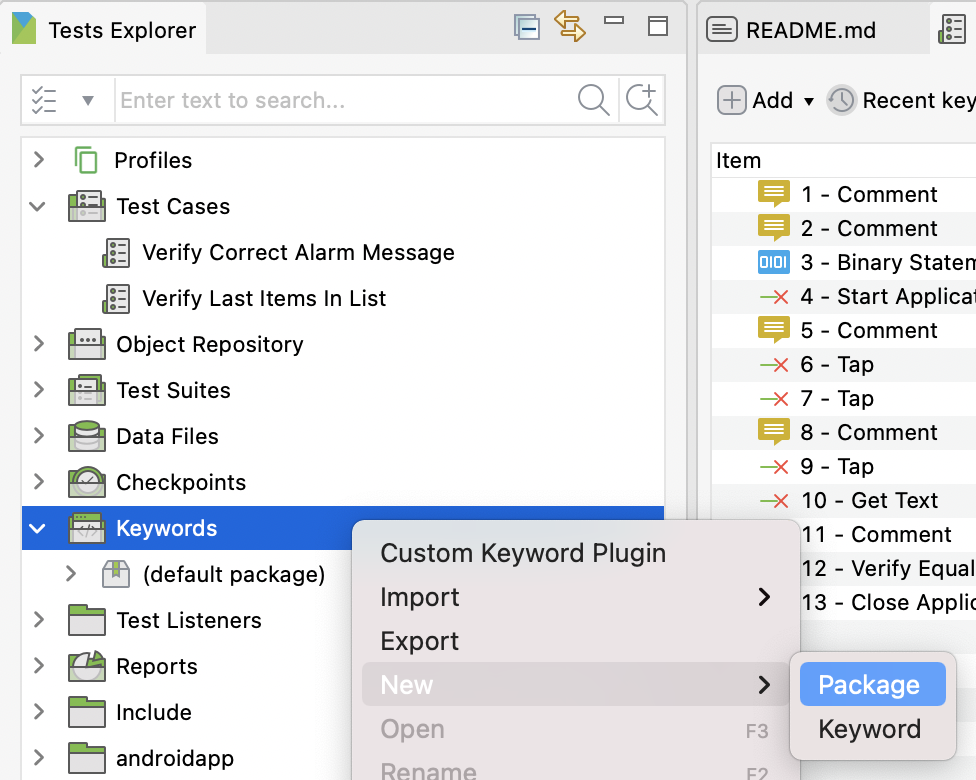 Tests Explorer
Enter text to search...
Profiles
Test Cases
Verify Correct Alarm Message
Verify Last Items In List
Object Repository
Test Suites
Data Files
Checkpoints
Keywords
(default package)
Test Listeners
Reports
Include
androidapp
Custom Keyword Plugin
Import
Export
New
Open F3
Rename F2
Package
Keyword
README.md
Add
Recent key
Item
1 - Comment
2 - Comment
0101 3 - Binary Statem
4 - Start Applicat
5 - Comment
6 - Tap
7 - Tap
8 - Comment
9 - Tap
10 - Get Text
11 - Comment
12 - Verify Equal
13 - Close Applic